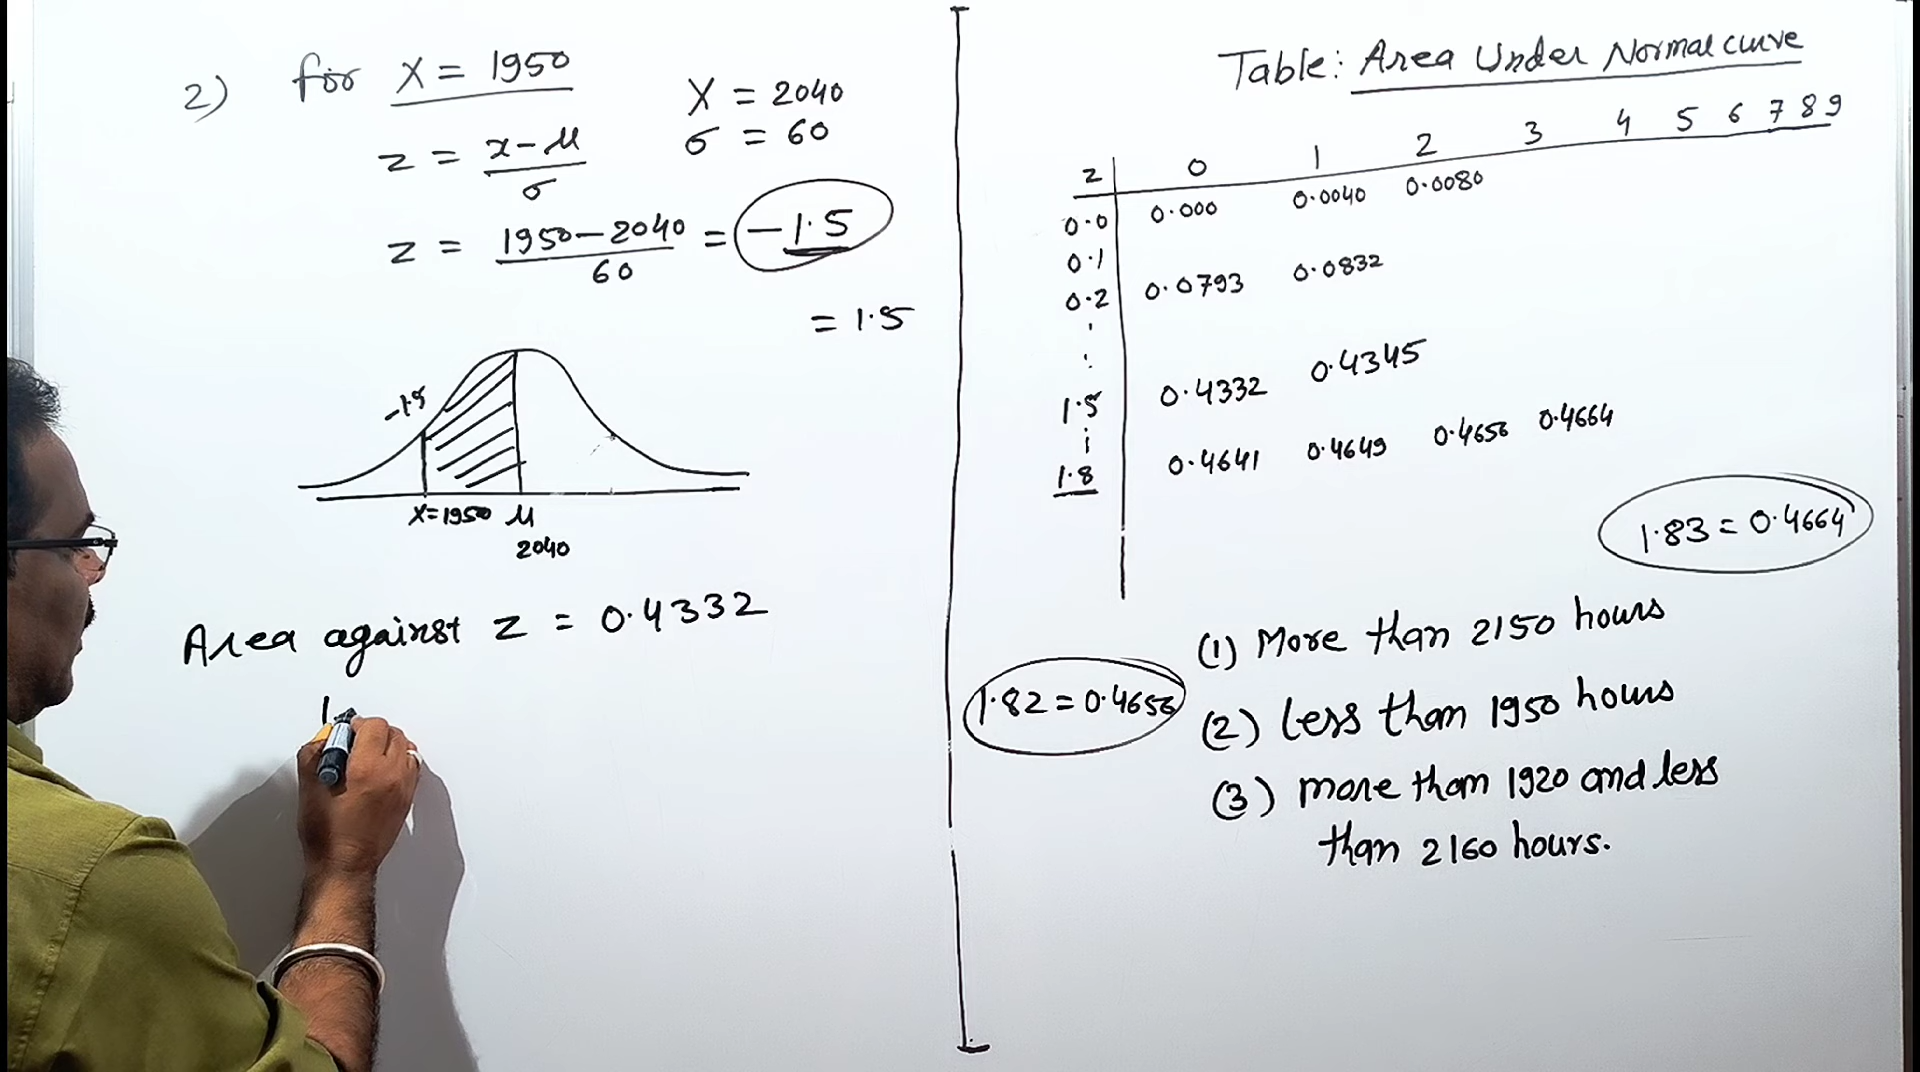 2) for X = 1950
X̄ = 2040
σ = 60
z = x-μ/σ
z = 1950-2040/60 = -1.5
= 1.5
-1.5
X=1950 μ
2040
Area against z = 0.4332
Table: Area Under Normal curve
z 0 1 2 3 4 5 6 7 8 9
0.0 0.000 0.0040 0.0080
0.1
0.2 0.0793 0.0832
1.5 0.4332 0.4345
1.8 0.4641 0.4649 0.4656 0.4664
1.83 = 0.4664
1.82 = 0.4656
(1) More than 2150 hours
(2) less than 1950 hours
(3) more than 1920 and less
than 2160 hours.